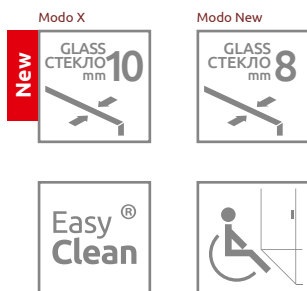 Modo X
Modo New
New
GLASS
СТЕКЛО
mm 10
GLASS
СТЕКЛО
mm 8
Easy ®
Clean